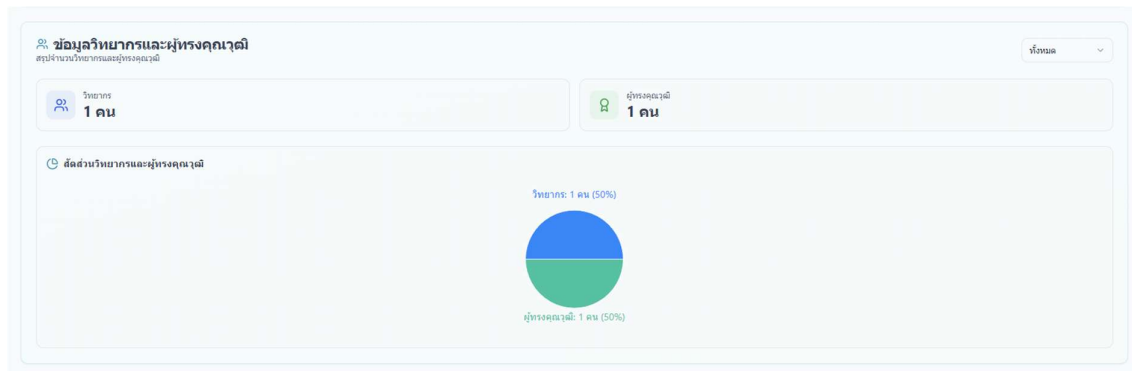 ข้อมูลวิทยากรและผู้ทรงคุณวุฒิ
สรุปจำนวนวิทยากรและผู้ทรงคุณวุฒิ
ทั้งหมด
วิทยากร
1 คน
ผู้ทรงคุณวุฒิ
1 คน
สัดส่วนวิทยากรและผู้ทรงคุณวุฒิ
วิทยากร: 1 คน (50%)
ผู้ทรงคุณวุฒิ: 1 คน (50%)